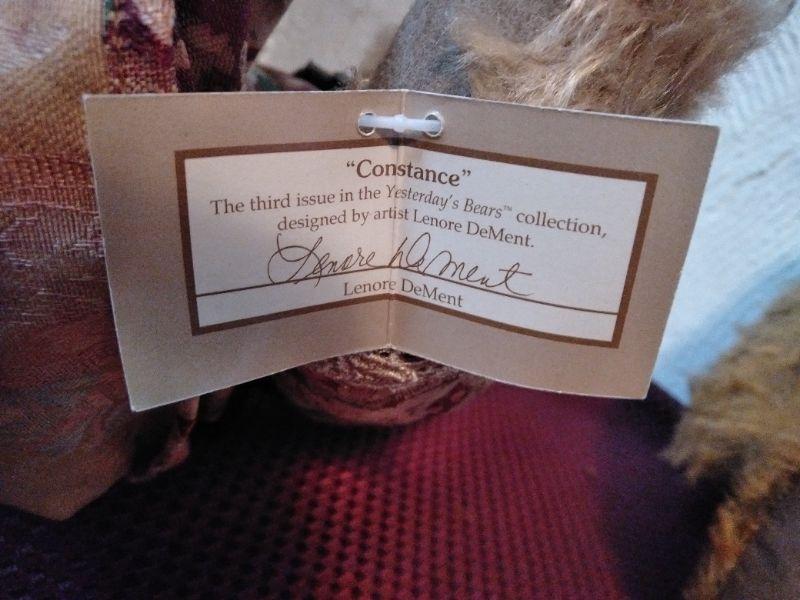 “Constance”
The third issue in the Yesterday's Bears™ collection,
designed by artist Lenore DeMent.
Lenore DeMent
Lenore DeMent